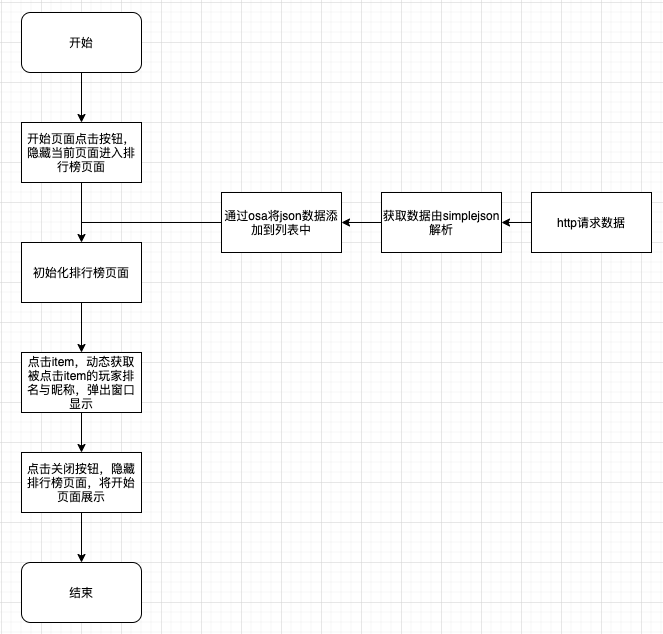 开始
开始页面点击按钮，
隐藏当前页面进入排
行榜页面
通过osa将json数据添
加到列表中
获取数据由simplejson
解析
http请求数据
初始化排行榜页面
点击item，动态获取
被点击item的玩家排
名与昵称，弹出窗口
显示
点击关闭按钮，隐藏
排行榜页面，将开始
页面展示
结束